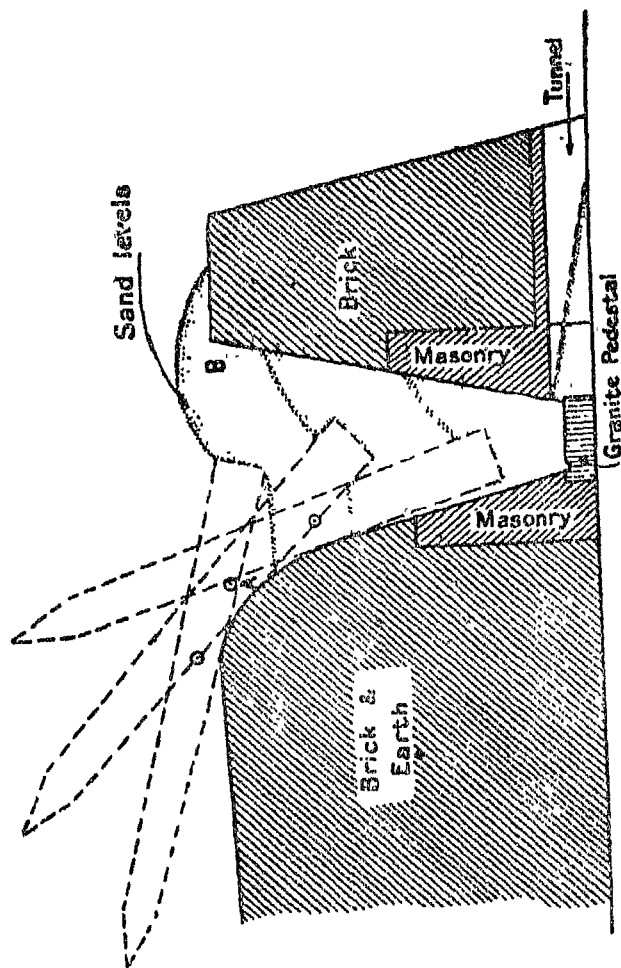 Sand levels
B
Brick
Masonry
Tunnel
Granite Pedestal
Masonry
Brick &
Earth